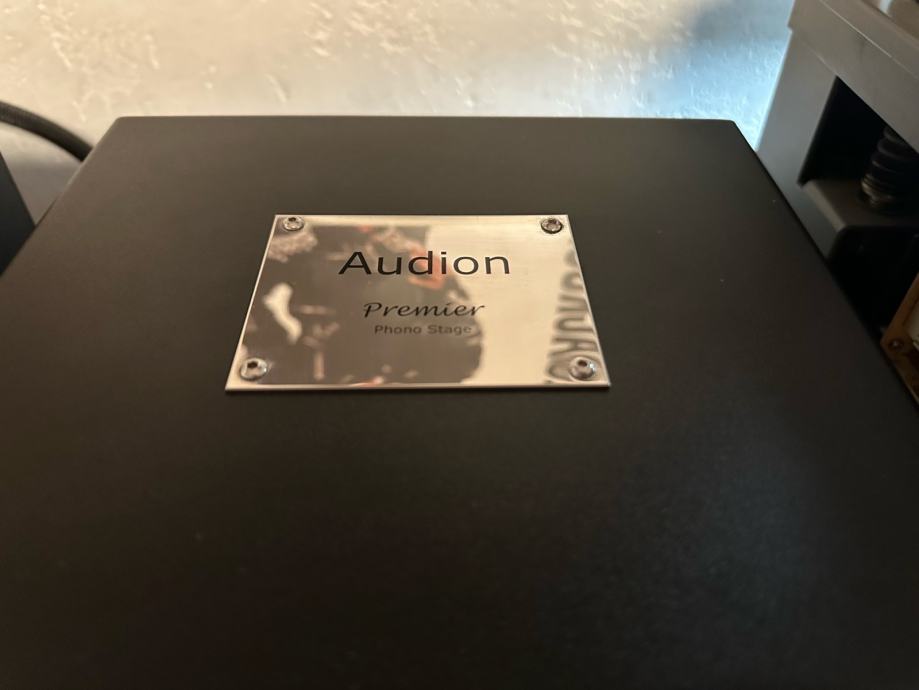 Audion
Premier
Phono Stage